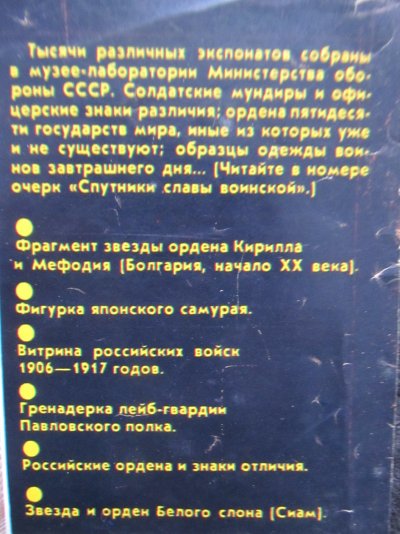 Тысячи различных экспонатов собраны
в музее-лаборатории Министерства обо-
роны СССР. Солдатские мундиры и офи-
церские знаки различия; ордена пятидеся-
ти государств мира, иные из которых уже
и не существуют; образцы одежды вои-
нов завтрашнего дня... (Читайте в номере
очерк «Спутники славы воинской».)
Фрагмент звезды ордена Кирилла
и Мефодия (Болгария, начало XX века).
Фигурка японского самурая.
Витрина российских войск
1906—1917 годов.
Гренадерка лейб-гвардии
Павловского полка.
Российские ордена и знаки отличия.
Звезда и орден Белого слона (Сиам).